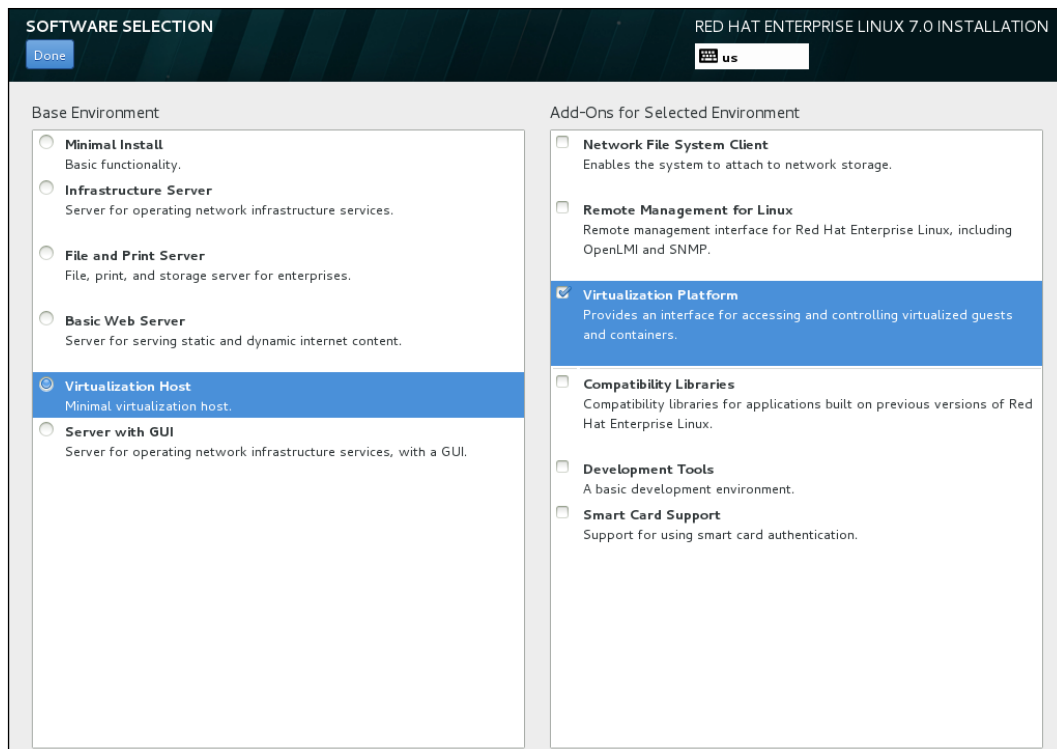 SOFTWARE SELECTION
RED HAT ENTERPRISE LINUX 7.0 INSTALLATION
Done
us
Base Environment
Minimal Install
Basic functionality.
Infrastructure Server
Server for operating network infrastructure services.
File and Print Server
File, print, and storage server for enterprises.
Basic Web Server
Server for serving static and dynamic internet content.
Virtualization Host
Minimal virtualization host.
Server with GUI
Server for operating network infrastructure services, with a GUI.
Add-Ons for Selected Environment
Network File System Client
Enables the system to attach to network storage.
Remote Management for Linux
Remote management interface for Red Hat Enterprise Linux, including
OpenLMI and SNMP.
Virtualization Platform
Provides an interface for accessing and controlling virtualized guests
and containers.
Compatibility Libraries
Compatibility libraries for applications built on previous versions of Red
Hat Enterprise Linux.
Development Tools
A basic development environment.
Smart Card Support
Support for using smart card authentication.